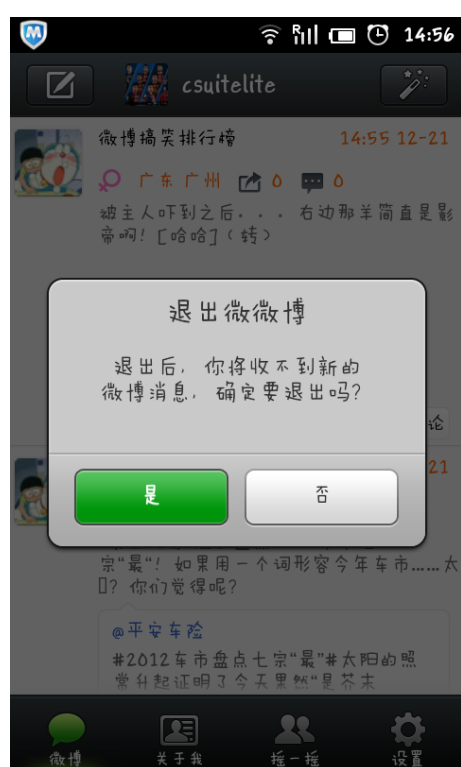 14:56
csuitelite
微博搞笑排行榜 14:55 12-21
广东 广州 0 0
被主人吓到之后... 右边那羊简直是影
帝啊! [哈哈] (转)
退出微微博
退出后, 你将收不到新的
微博消息, 确定要退出吗?
论
是 否
21
宗“最”! 如果用一个词形容今年车市……太
? 你们觉得呢?
@平安车险
#2012车市盘点七宗“最”#太阳的照
常升起证明了今天果然“是芥末
微博 关于我 摇一摇 设置